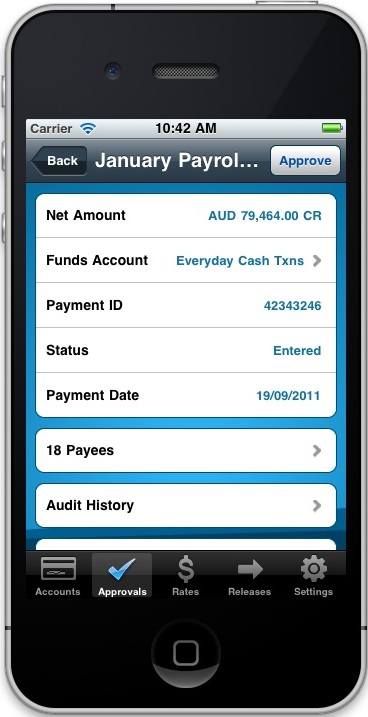 Carrier 10:42 AM
Back January Payrol... Approve
Net Amount AUD 79,464.00 CR
Funds Account Everyday Cash Txns
Payment ID 42343246
Status Entered
Payment Date 19/09/2011
18 Payees
Audit History
Accounts Approvals Rates Releases Settings